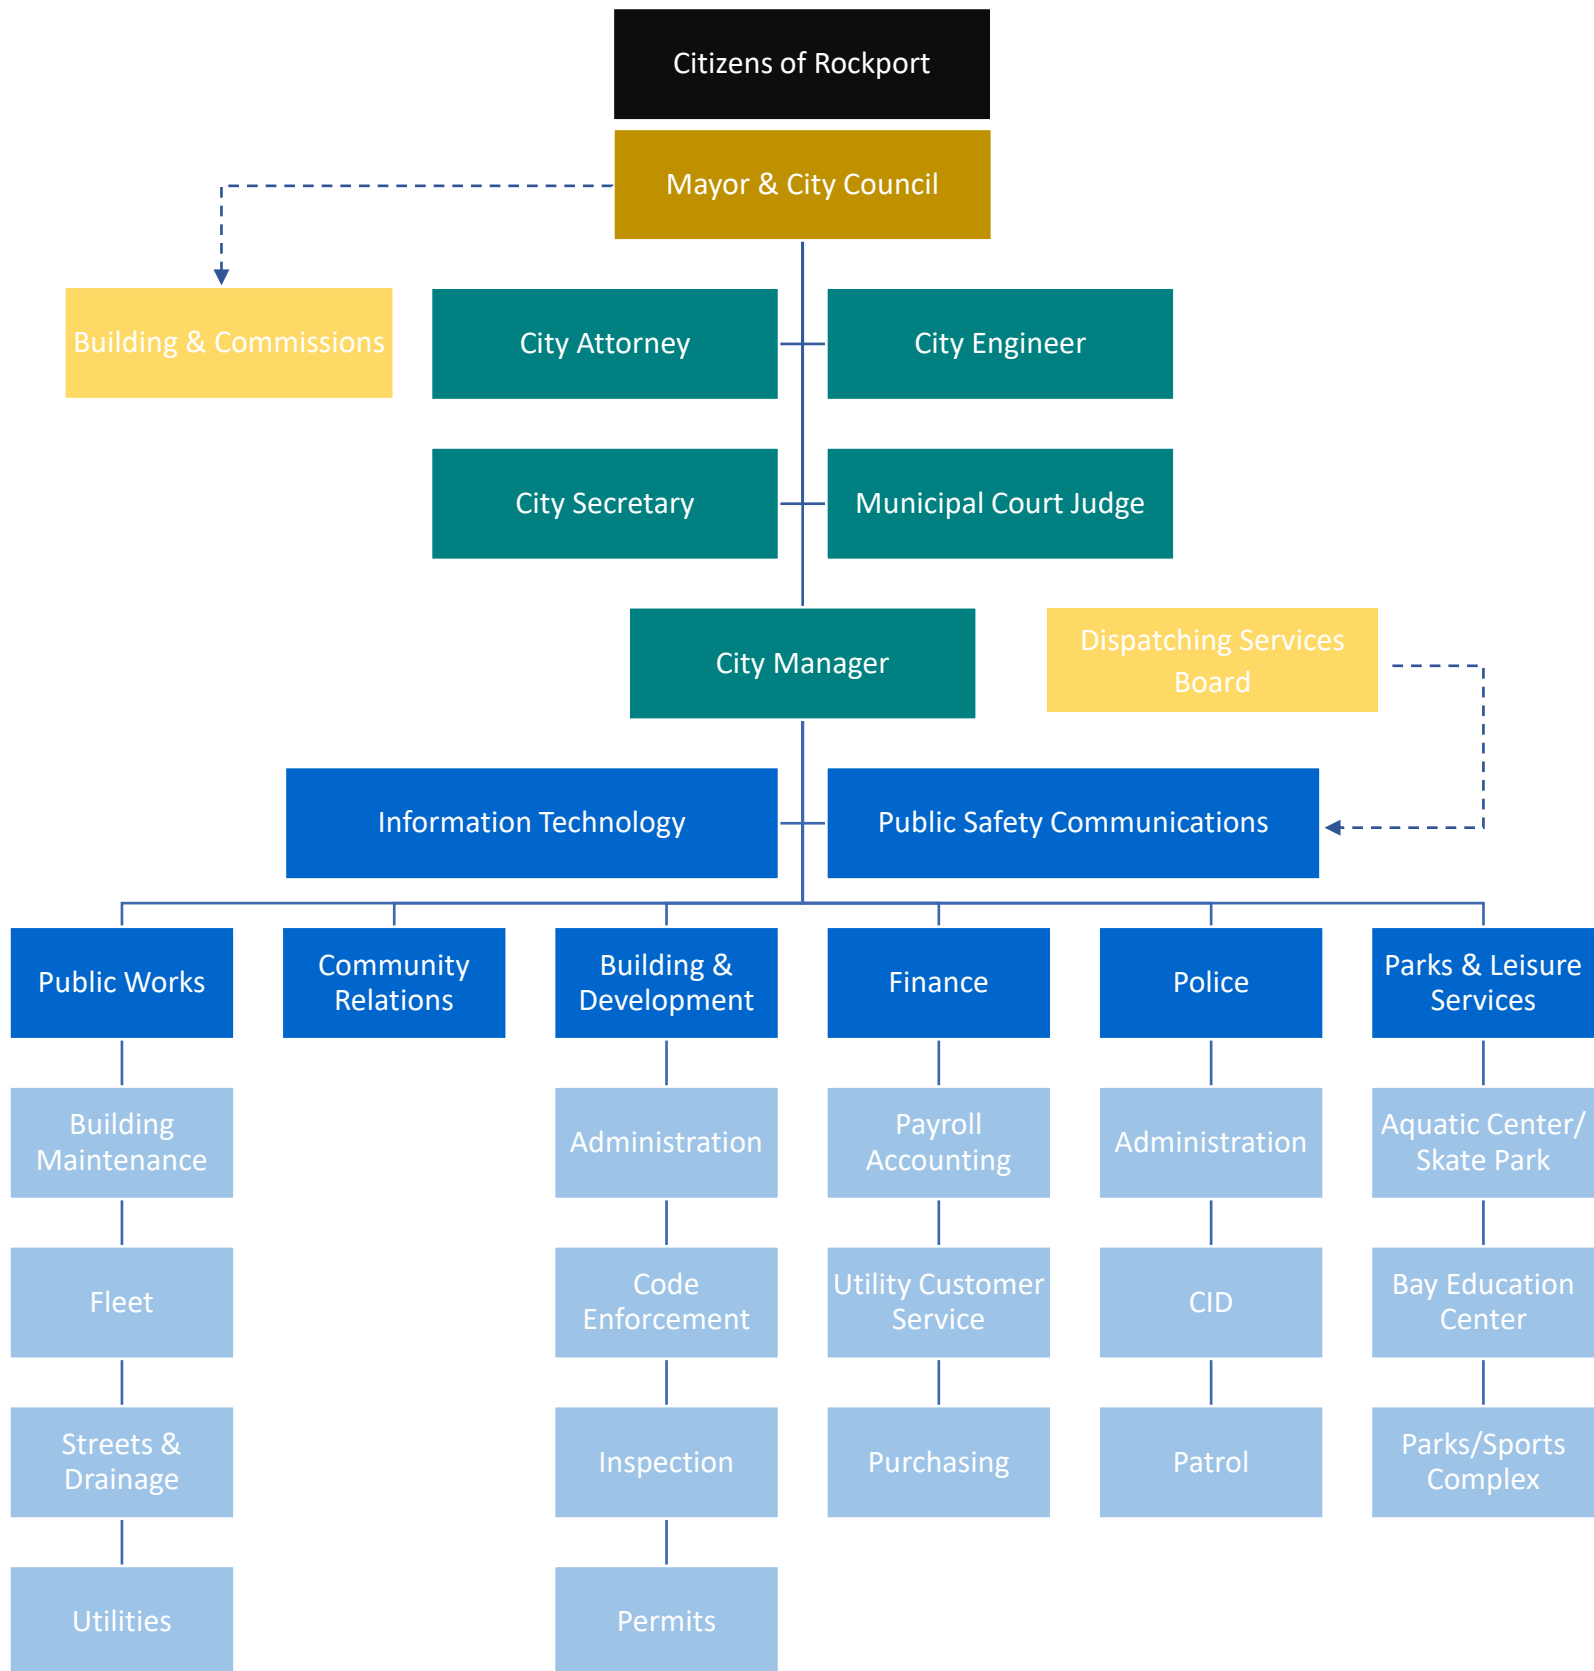 Citizens of Rockport
Mayor & City Council
Building & Commissions
City Attorney
City Engineer
City Secretary
Municipal Court Judge
City Manager
Dispatching Services
Board
Information Technology
Public Safety Communications
Public Works
Community
Relations
Building &
Development
Finance
Police
Parks & Leisure
Services
Building
Maintenance
Administration
Payroll
Accounting
Administration
Aquatic Center/
Skate Park
Fleet
Code
Enforcement
Utility Customer
Service
CID
Bay Education
Center
Streets &
Drainage
Inspection
Purchasing
Patrol
Parks/Sports
Complex
Utilities
Permits